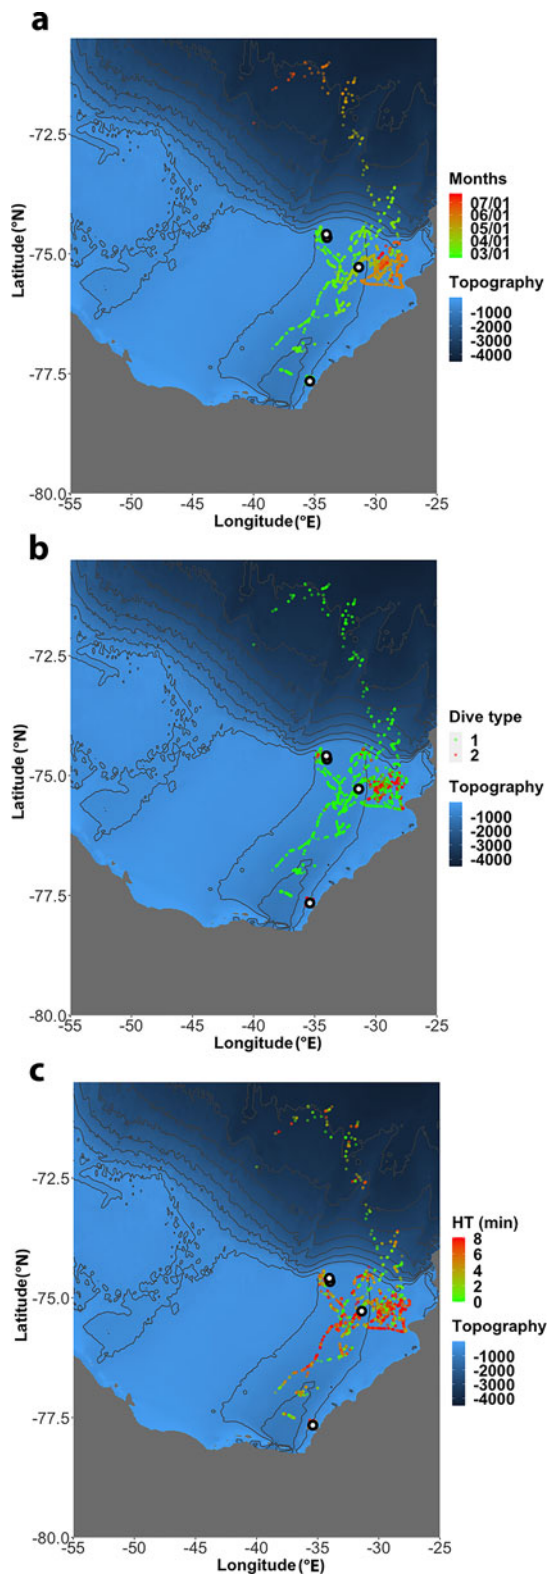 a
-72.5
-75.0
-77.5
-80.0
Latitude(°N)
-55 -50 -45 -40 -35 -30 -25
Longitude(°E)
Months
07/01
06/01
05/01
04/01
03/01
Topography
-1000
-2000
-3000
-4000
b
-72.5
-75.0
-77.5
-80.0
Latitude(°N)
-55 -50 -45 -40 -35 -30 -25
Longitude(°E)
Dive type
1
2
Topography
-1000
-2000
-3000
-4000
c
-72.5
-75.0
-77.5
-80.0
Latitude(°N)
-55 -50 -45 -40 -35 -30 -25
Longitude(°E)
HT (min)
8
6
4
2
0
Topography
-1000
-2000
-3000
-4000